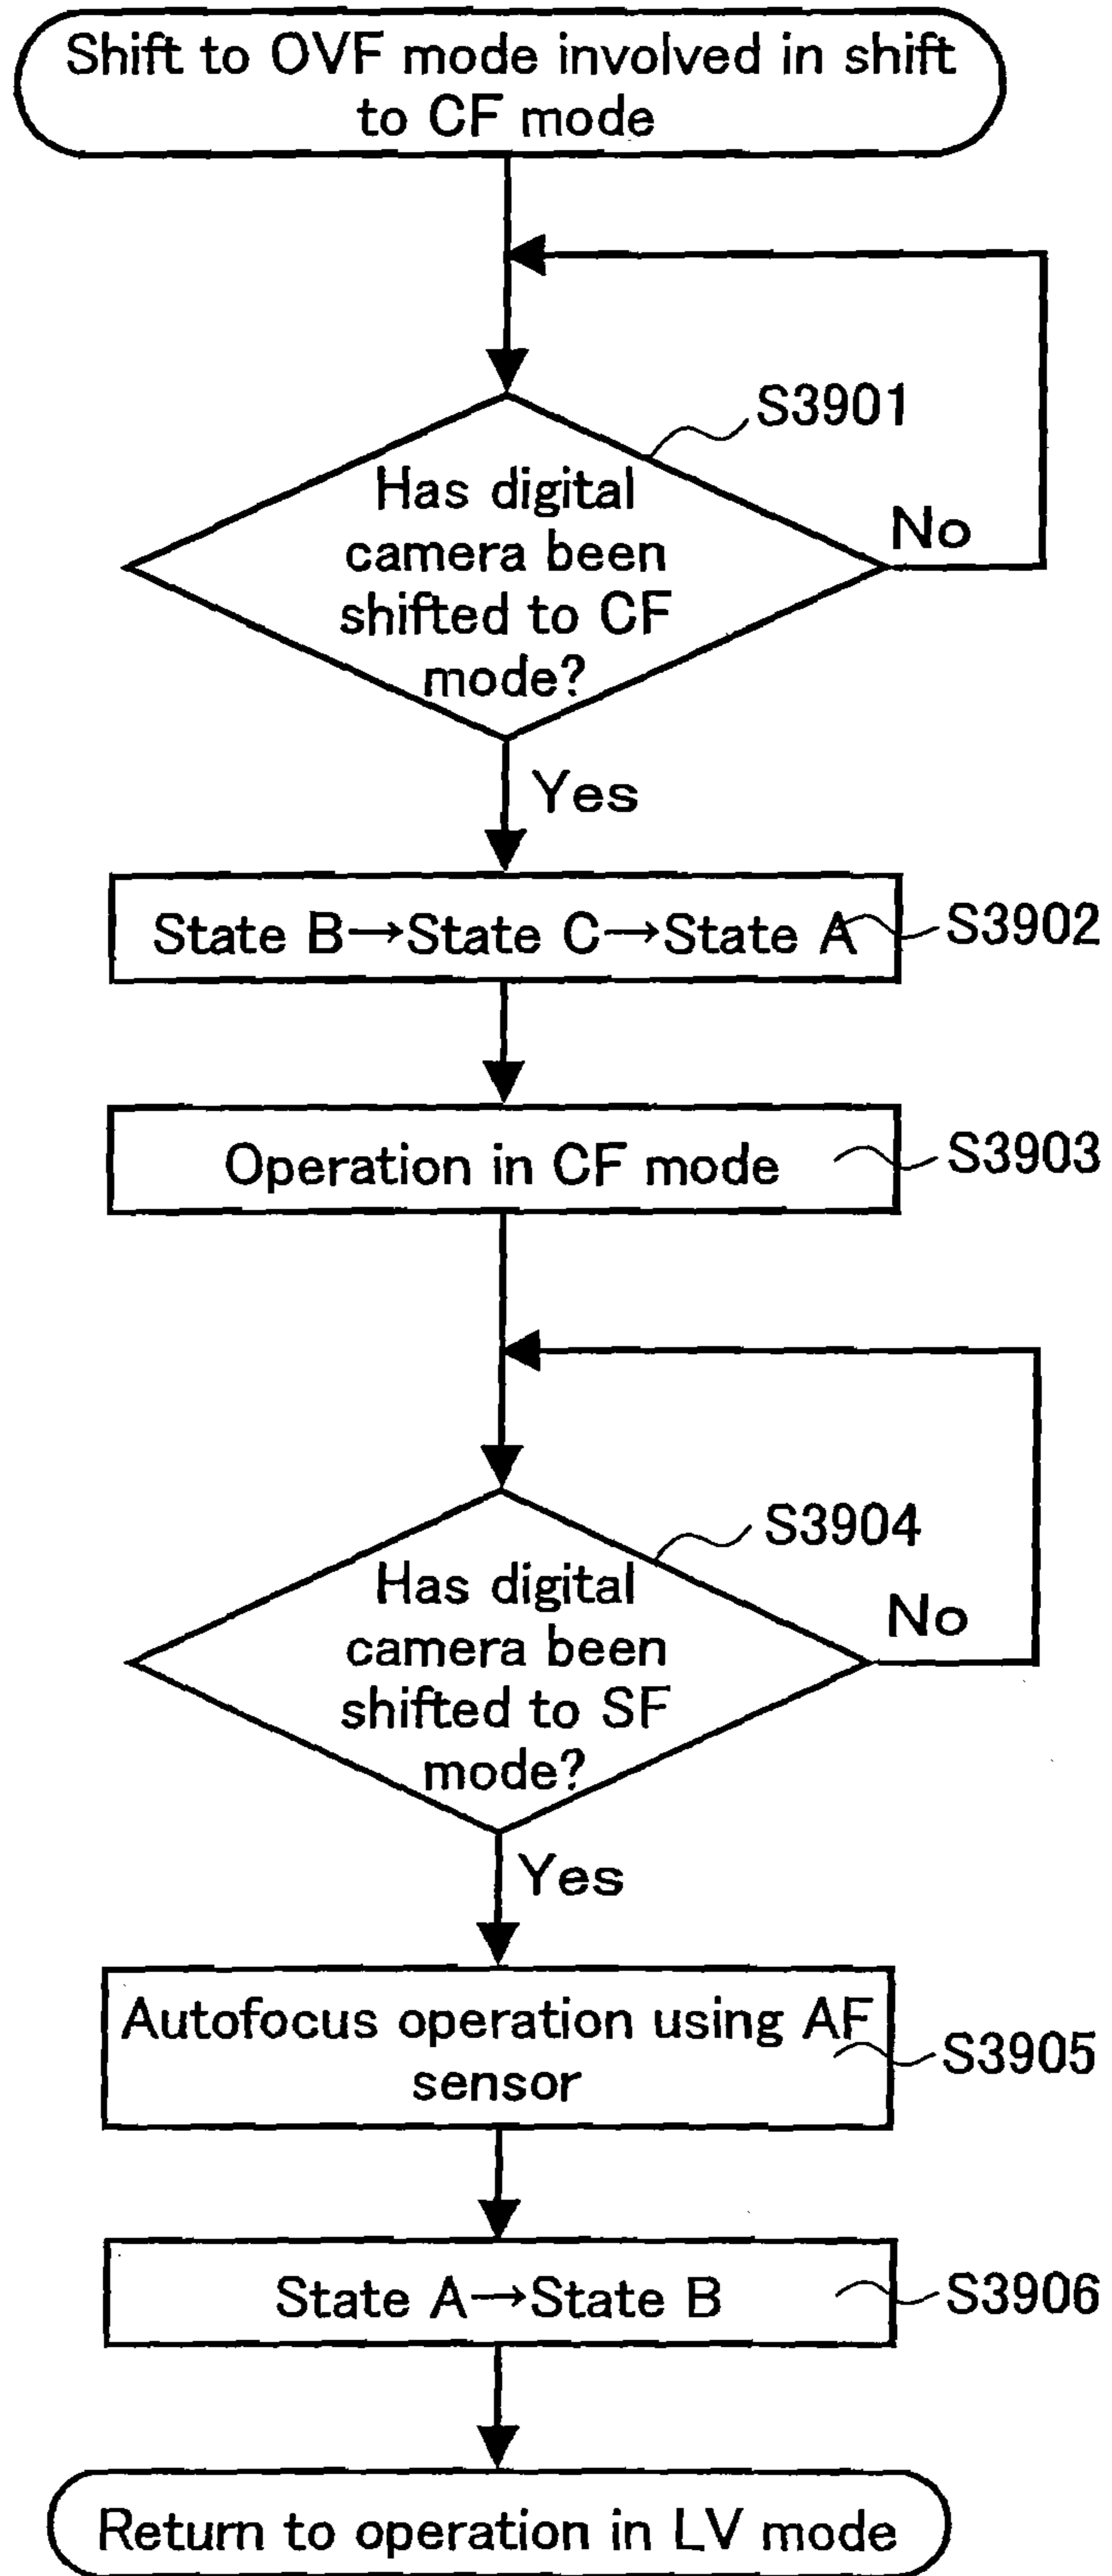 Shift to OVF mode involved in shift
to CF mode
S3901
Has digital
camera been
shifted to CF
mode?
No
Yes
State B→State C→State A
S3902
Operation in CF mode
S3903
S3904
Has digital
camera been
shifted to SF
mode?
No
Yes
Autofocus operation using AF
sensor
S3905
State A→State B
S3906
Return to operation in LV mode